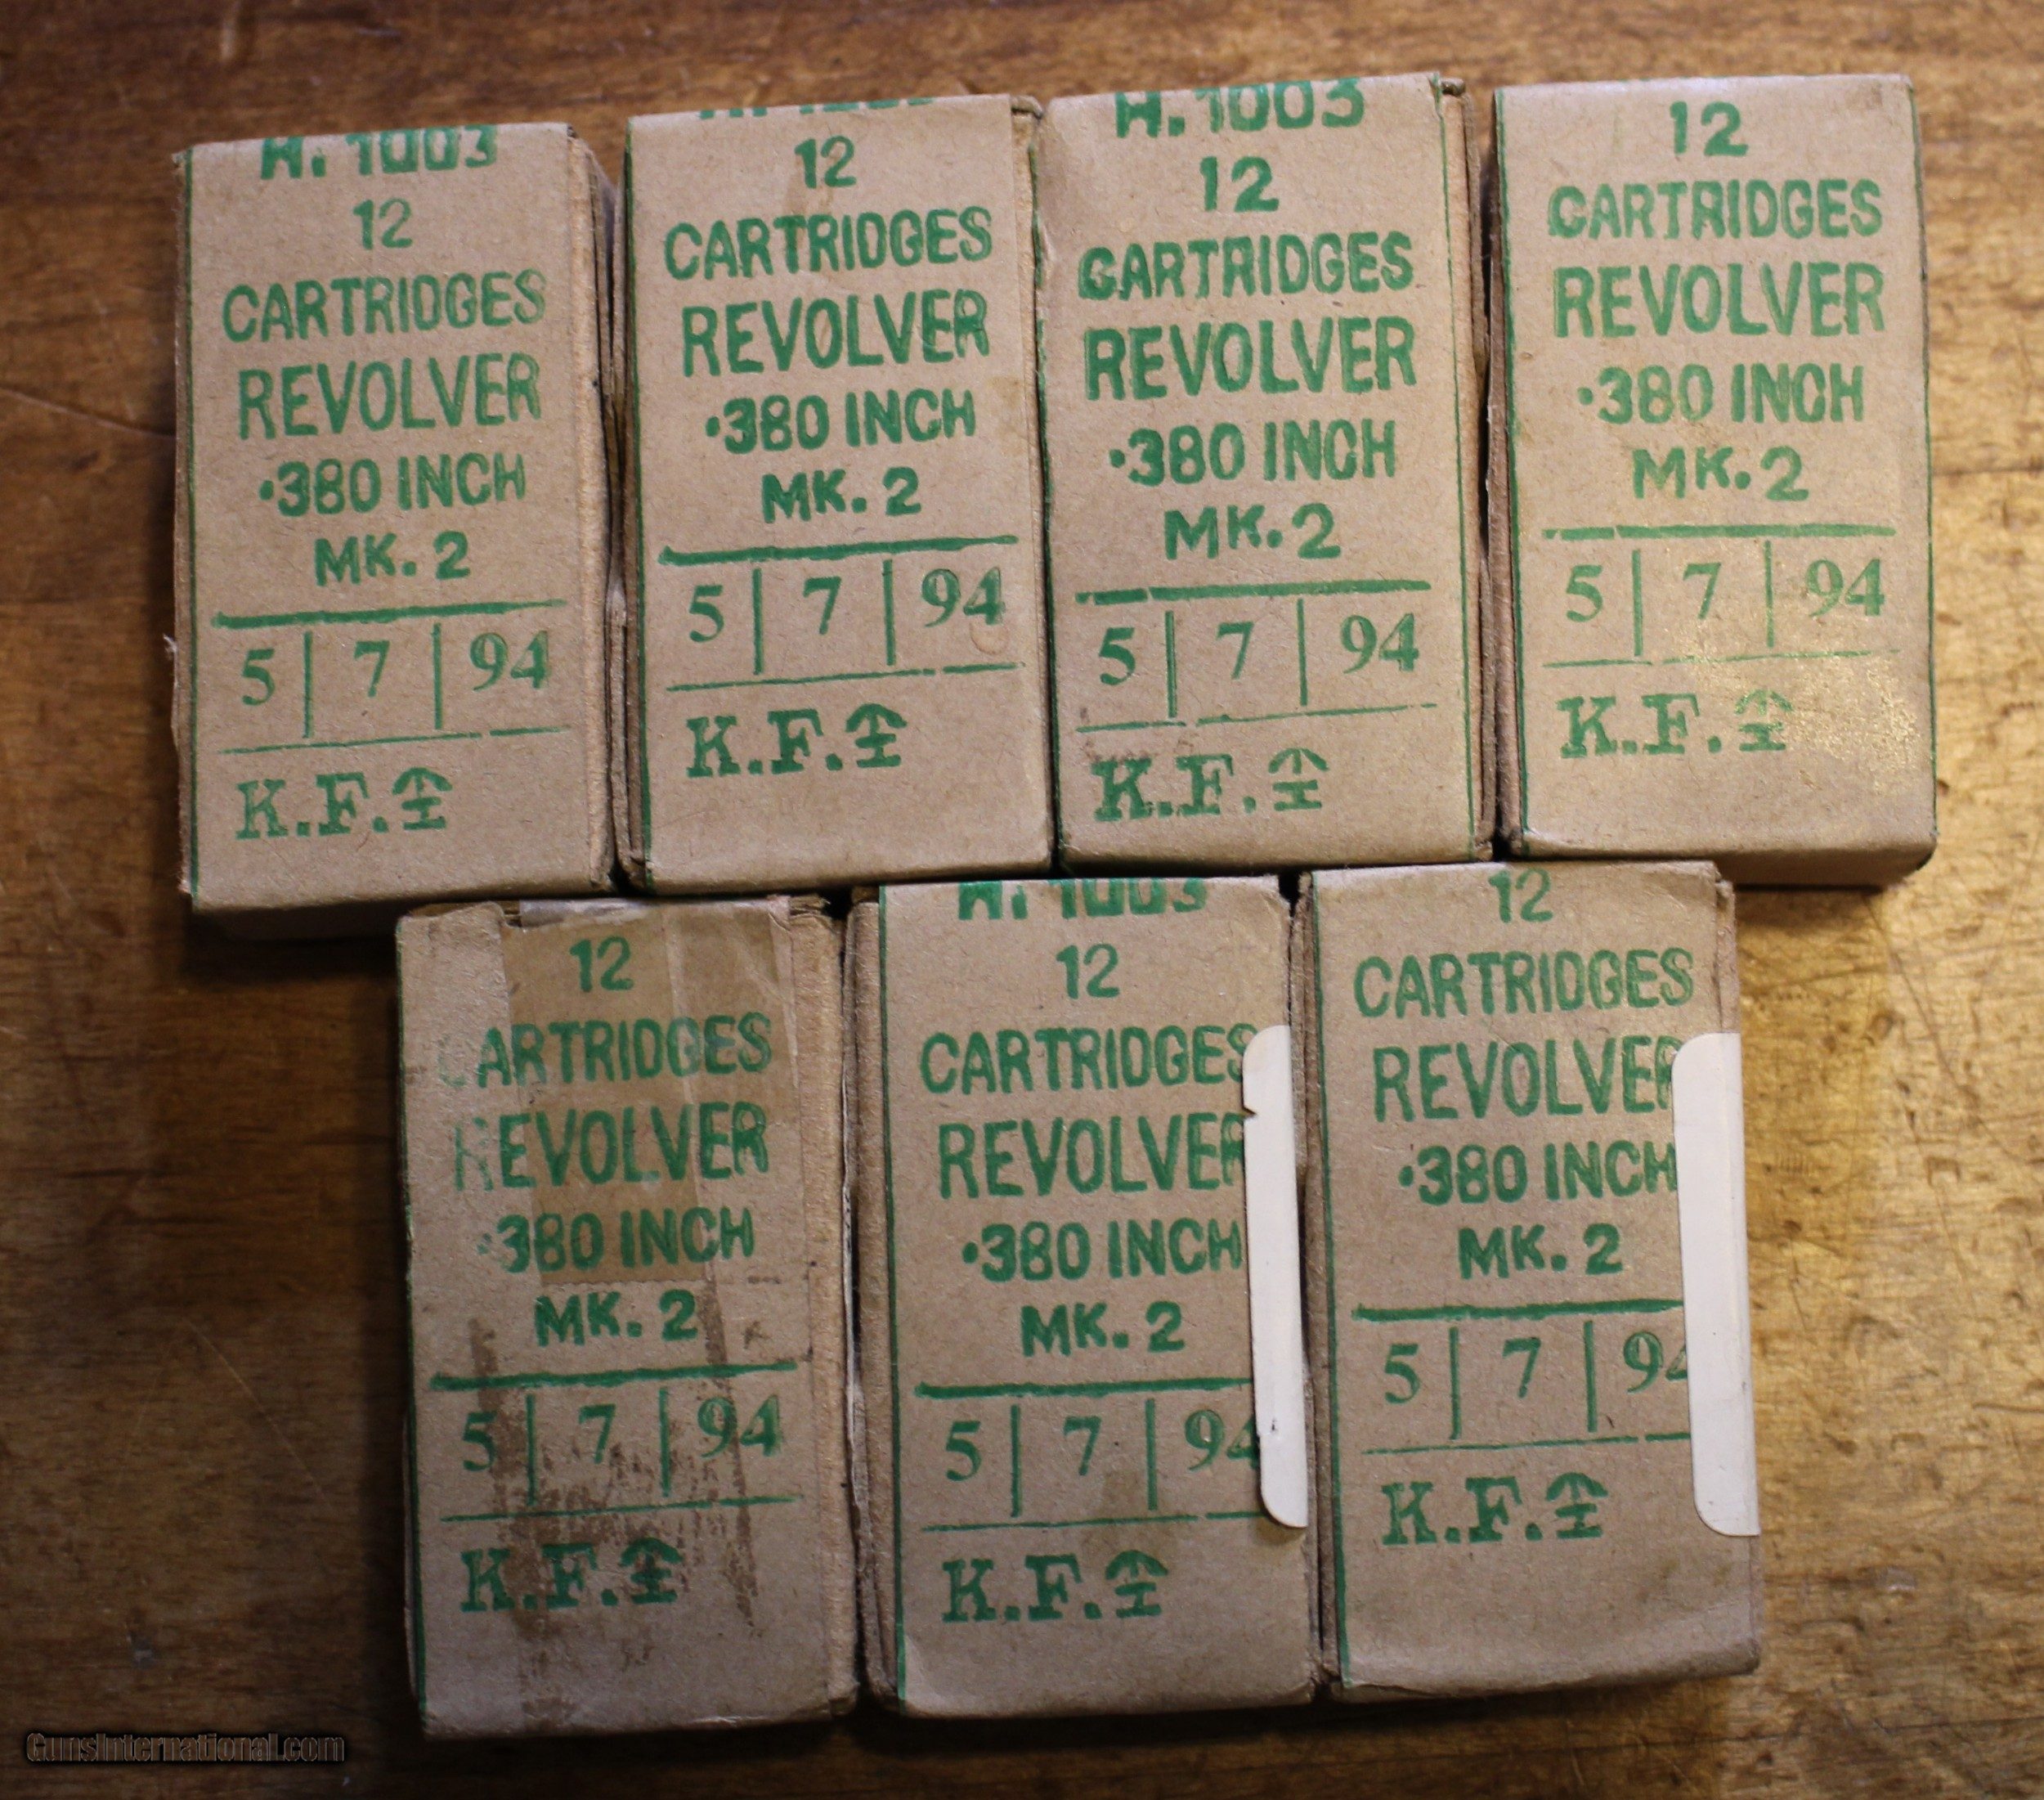 H. 1003
12
CARTRIDGES
REVOLVER
.380 INCH
MK. 2
5 | 7 | 94
K.F.
12
CARTRIDGES
REVOLVER
.380 INCH
MK. 2
5 | 7 | 94
K.F.
H. 1003
12
CARTRIDGES
REVOLVER
.380 INCH
MK. 2
5 | 7 | 94
K.F.
12
CARTRIDGES
REVOLVER
.380 INCH
MK. 2
5 | 7 | 94
K.F.
12
CARTRIDGES
REVOLVER
.380 INCH
MK. 2
5 | 7 | 94
K.F.
H. 1003
12
CARTRIDGES
REVOLVER
.380 INCH
MK. 2
5 | 7 | 94
K.F.
12
CARTRIDGES
REVOLVER
.380 INCH
MK. 2
5 | 7 | 94
K.F.
GunsInternational.com